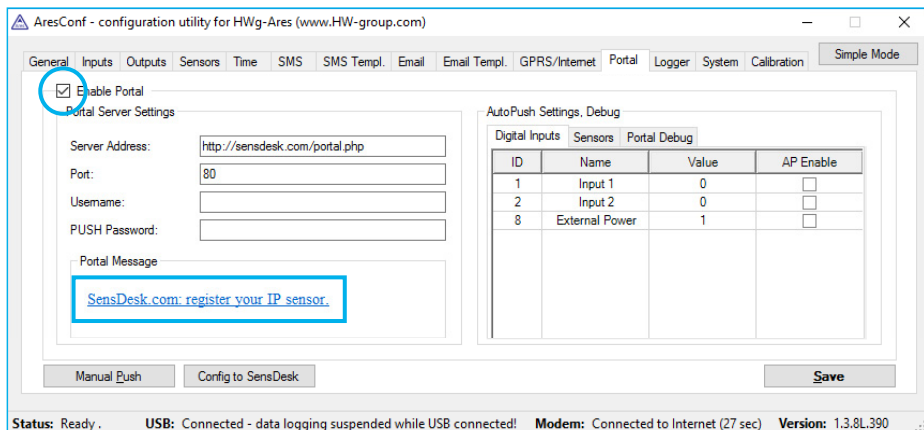 AresConf - configuration utility for HWg-Ares (www.HW-group.com)
General Inputs Outputs Sensors Time SMS SMS Templ. Email Email Templ. GPRS/Internet Portal Logger System Calibration Simple Mode
Enable Portal
Portal Server Settings
Server Address: http://sensdesk.com/portal.php
Port: 80
Username:
PUSH Password:
Portal Message
SensDesk.com: register your IP sensor.
AutoPush Settings, Debug
Digital Inputs Sensors Portal Debug
ID Name Value AP Enable
1 Input 1 0
2 Input 2 0
8 External Power 1
Manual Push Config to SensDesk Save
Status: Ready . USB: Connected - data logging suspended while USB connected! Modem: Connected to Internet (27 sec) Version: 1.3.8L.390